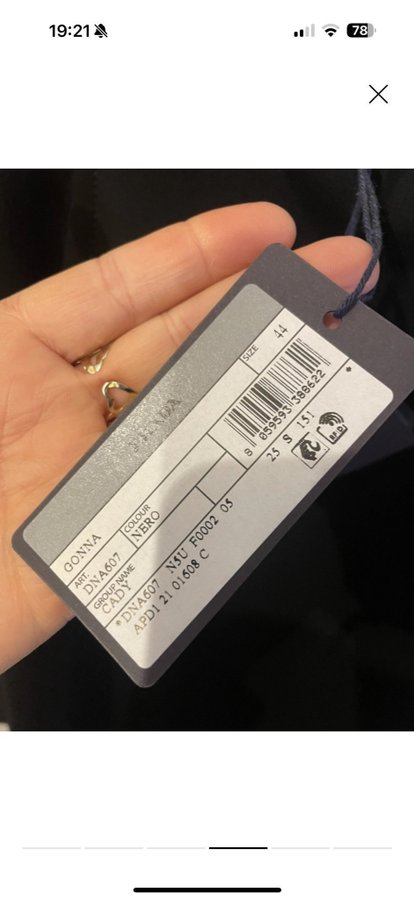 19:21
78
PRADA
SIZE 44
GONNA
ART. COLOUR
DNA607 NERO
GROUP NAME
CADY
* DNA607 N5U F0002 05
APD1 21 01608 C
8 059593 388622 *
25 S 151
RFID